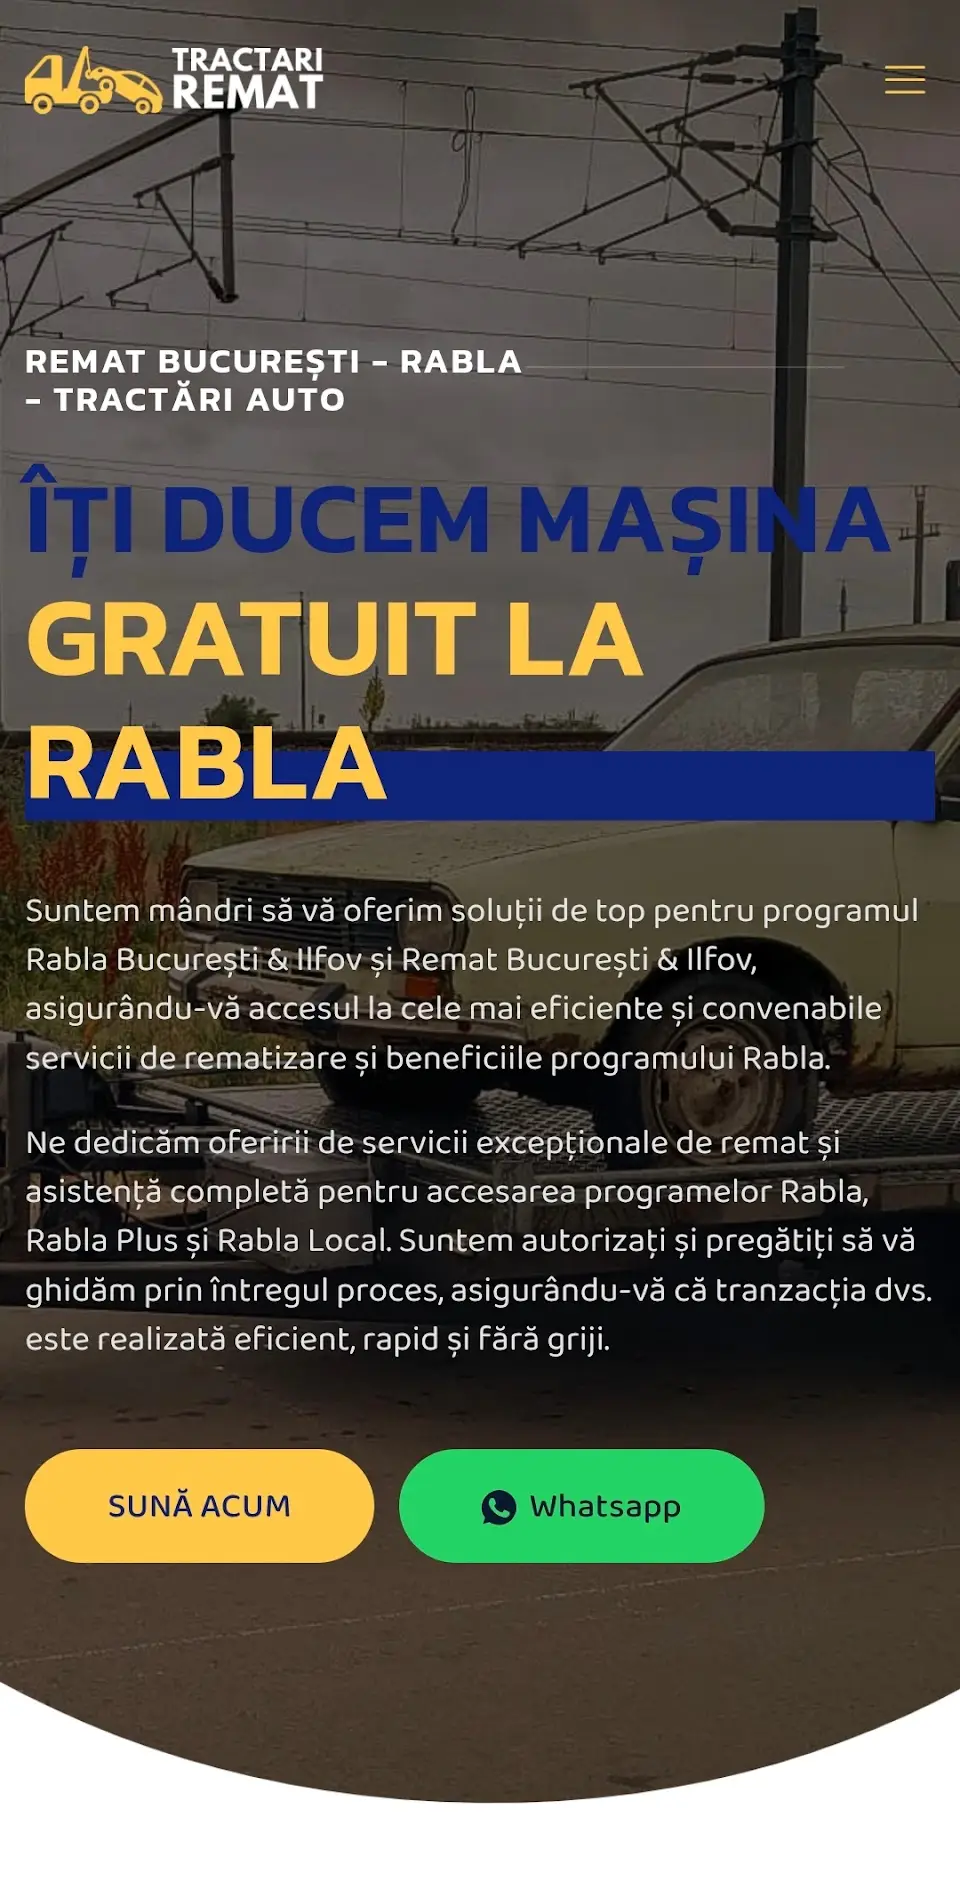 TRACTARI
REMAT
REMAT BUCUREȘTI – RABLA
– TRACTĂRI AUTO
ÎȚI DUCEM MAȘINA
GRATUIT LA
RABLA
Suntem mândri să vă oferim soluții de top pentru programul
Rabla București & Ilfov și Remat București & Ilfov,
asigurându-vă accesul la cele mai eficiente și convenabile
servicii de rematizare și beneficiile programului Rabla.
Ne dedicăm oferirii de servicii excepționale de remat și
asistență completă pentru accesarea programelor Rabla,
Rabla Plus și Rabla Local. Suntem autorizați și pregătiți să vă
ghidăm prin întregul proces, asigurându-vă că tranzacția dvs.
este realizată eficient, rapid și fără griji.
SUNĂ ACUM
Whatsapp